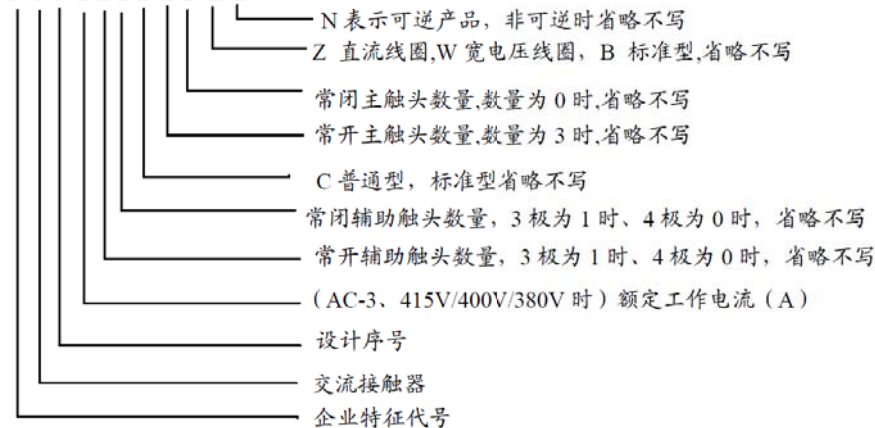 N 表示可逆产品，非可逆时省略不写
Z 直流线圈,W 宽电压线圈，B 标准型,省略不写
常闭主触头数量,数量为 0 时,省略不写
常开主触头数量,数量为 3 时,省略不写
C 普通型，标准型省略不写
常闭辅助触头数量，3 极为 1 时、4 极为 0 时，省略不写
常开辅助触头数量，3 极为 1 时、4 极为 0 时，省略不写
（AC-3、415V/400V/380V 时）额定工作电流（A）
设计序号
交流接触器
企业特征代号